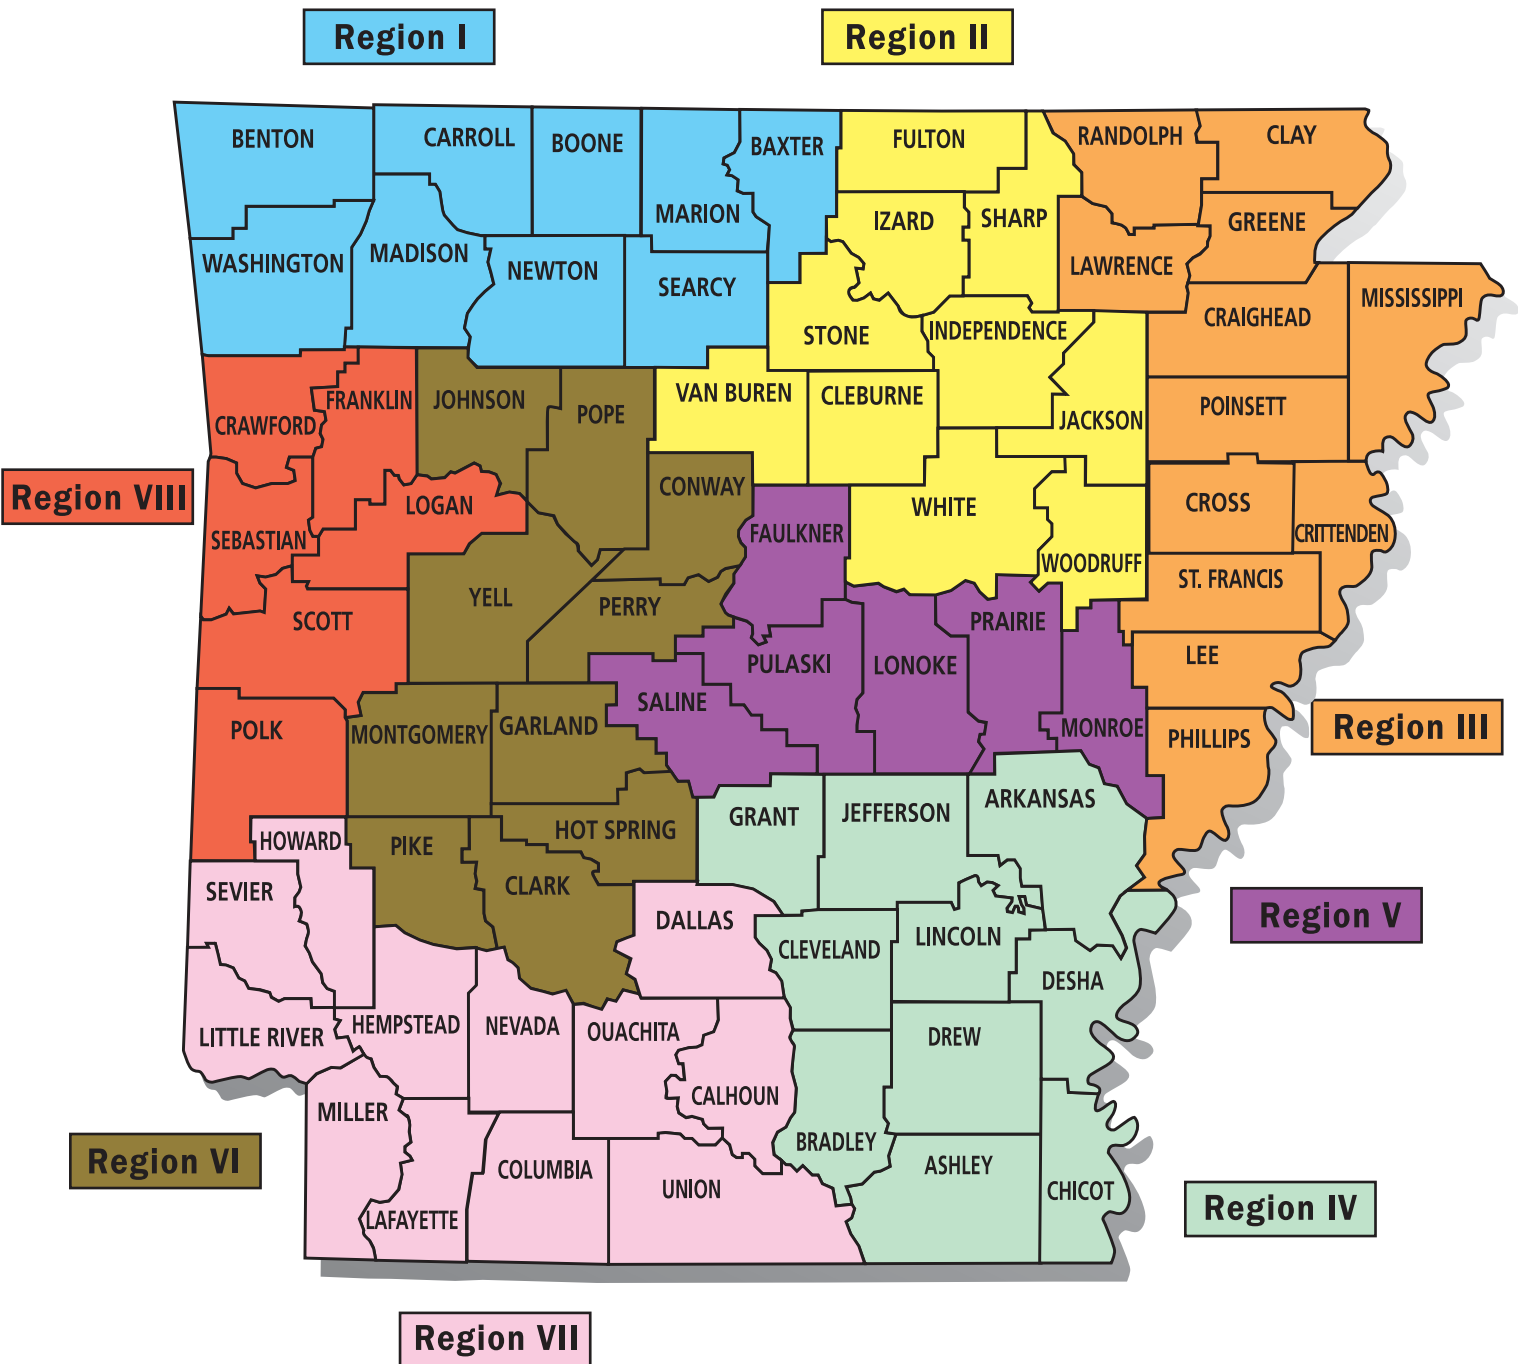 Region I
Region II
BENTON
CARROLL
BOONE
BAXTER
FULTON
RANDOLPH
CLAY
MARION
IZARD
SHARP
GREENE
WASHINGTON
MADISON
NEWTON
SEARCY
LAWRENCE
MISSISSIPPI
STONE
INDEPENDENCE
CRAIGHEAD
CRAWFORD
FRANKLIN
JOHNSON
POPE
VAN BUREN
CLEBURNE
JACKSON
POINSETT
Region VIII
LOGAN
CONWAY
WHITE
CROSS
SEBASTIAN
FAULKNER
WOODRUFF
CRITTENDEN
ST. FRANCIS
SCOTT
YELL
PERRY
PRAIRIE
PULASKI
LONOKE
LEE
POLK
MONTGOMERY
GARLAND
SALINE
MONROE
PHILLIPS
Region III
HOWARD
PIKE
HOT SPRING
GRANT
JEFFERSON
ARKANSAS
SEVIER
CLARK
DALLAS
CLEVELAND
LINCOLN
Region V
DESHA
LITTLE RIVER
HEMPSTEAD
NEVADA
OUACHITA
DREW
CALHOUN
MILLER
BRADLEY
Region VI
COLUMBIA
UNION
ASHLEY
CHICOT
LAFAYETTE
Region IV
Region VII